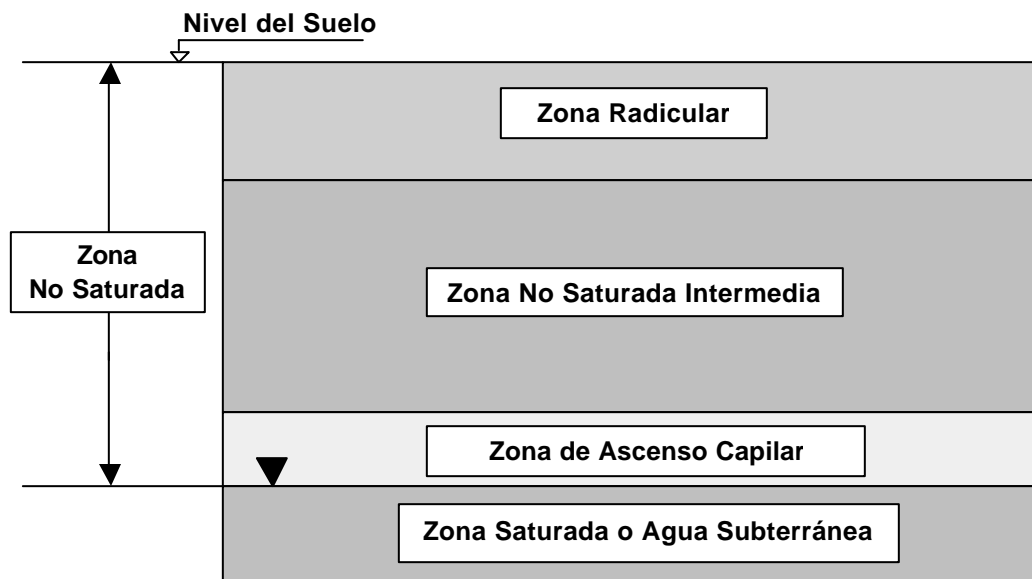 Nivel del Suelo
Zona Radicular
Zona
No Saturada
Zona No Saturada Intermedia
Zona de Ascenso Capilar
Zona Saturada o Agua Subterránea